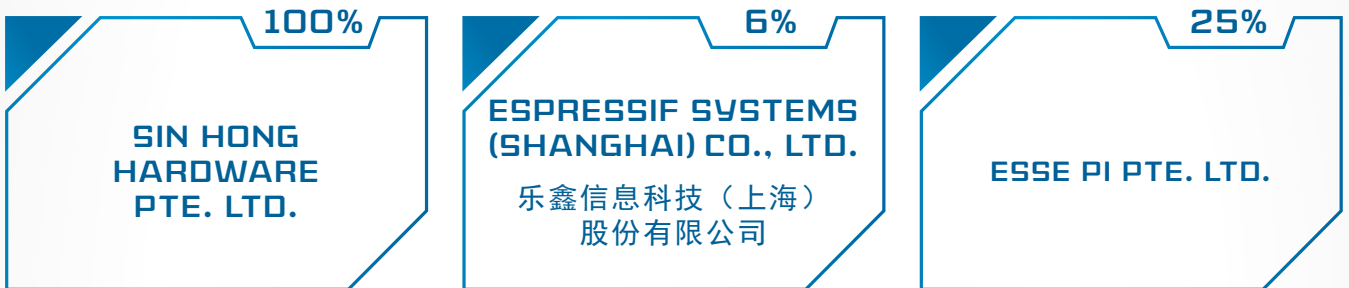 100%
SIN HONG
HARDWARE
PTE. LTD.
6%
ESPRESSIF SYSTEMS
(SHANGHAI) CO., LTD.
乐鑫信息科技（上海）
股份有限公司
25%
ESSE PI PTE. LTD.